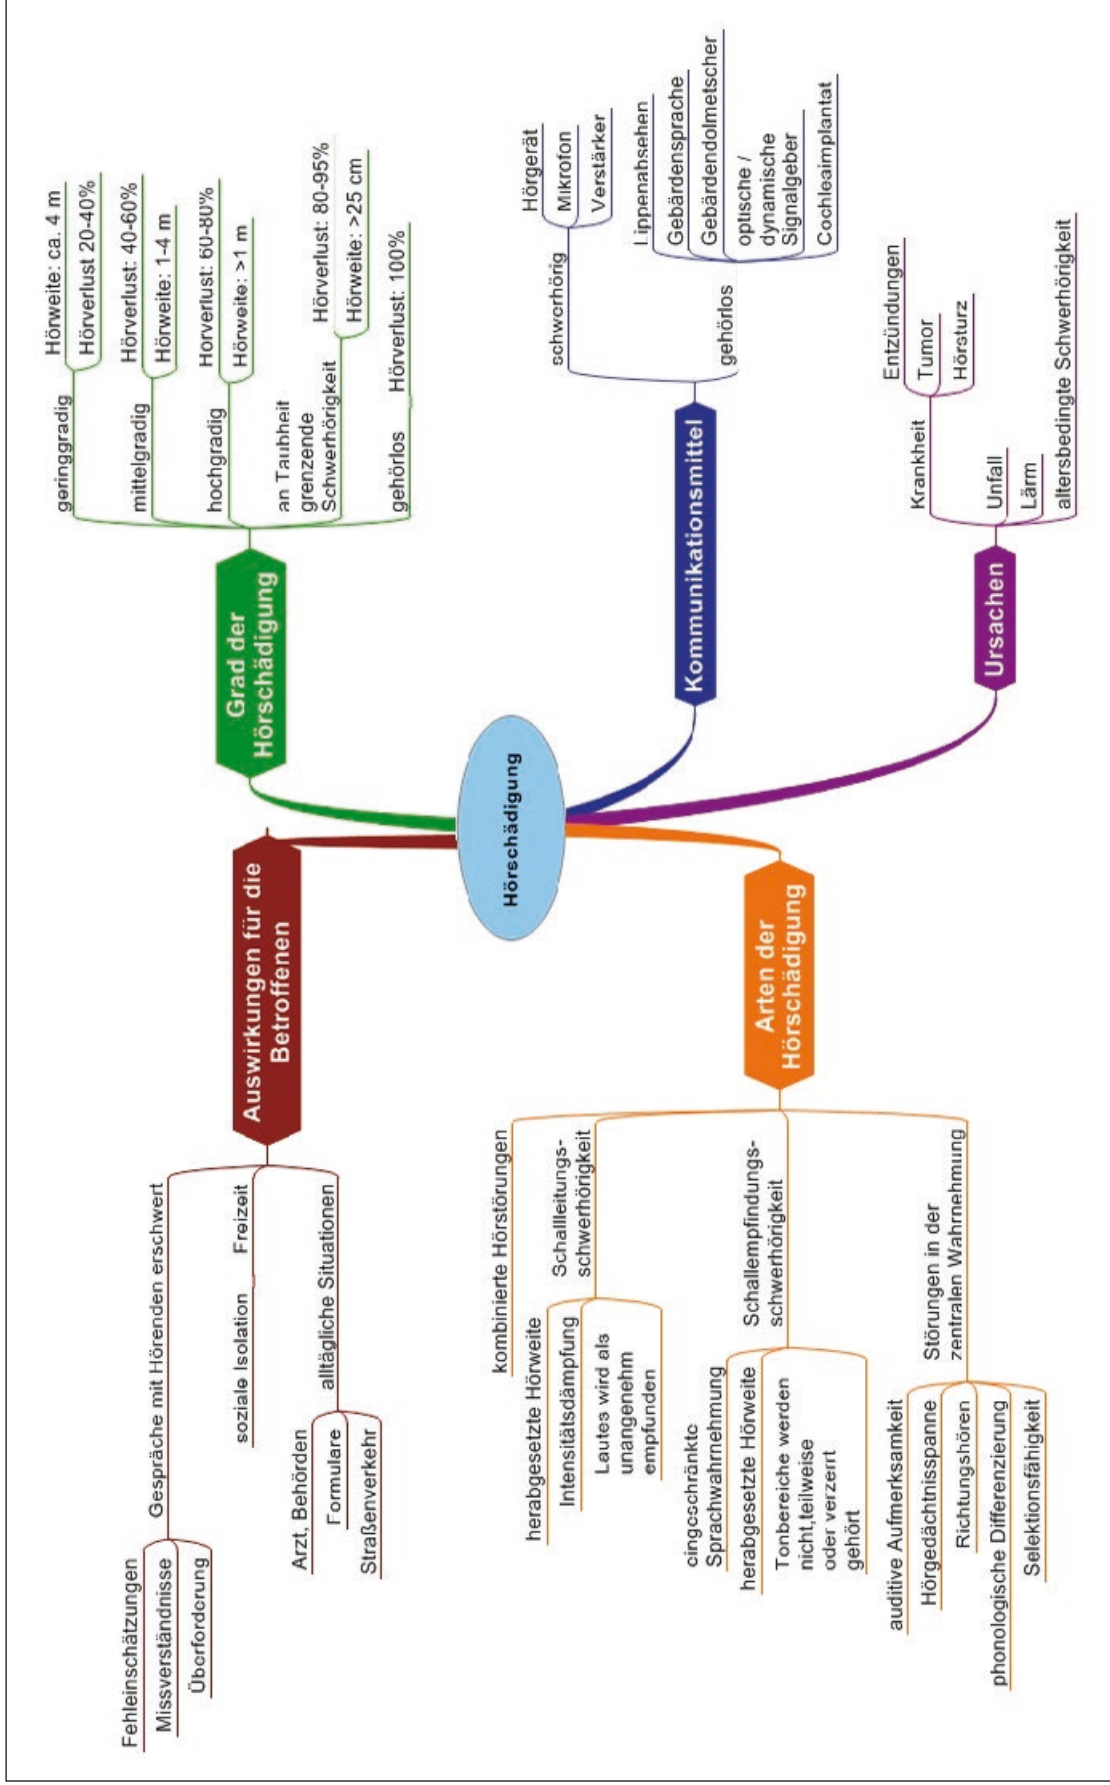 Hörschädigung
Auswirkungen für die
Betroffenen
Gespräche mit Hörenden erschwert
Fehleinschätzungen
Missverständnisse
Überforderung
Freizeit
soziale Isolation
alltägliche Situationen
Arzt, Behörden
Formulare
Straßenverkehr
Grad der
Hörschädigung
geringgradig
Hörweite: ca. 4 m
Hörverlust 20-40%
mittelgradig
Hörverlust: 40-60%
Hörweite: 1-4 m
hochgradig
Hörverlust: 60-80%
Hörweite: >1 m
an Taubheit
grenzende
Schwerhörigkeit
Hörverlust: 80-95%
Hörweite: >25 cm
gehörlos
Hörverlust: 100%
Kommunikationsmittel
schwerhörig
Hörgerät
Mikrofon
Verstärker
gehörlos
Lippenabsehen
Gebärdensprache
Gebärdendolmetscher
optische /
dynamische
Signalgeber
Cochleaimplantat
Ursachen
Krankheit
Entzündungen
Tumor
Hörsturz
Unfall
Lärm
altersbedingte Schwerhörigkeit
Arten der
Hörschädigung
kombinierte Hörstörungen
Schallleitungs-
schwerhörigkeit
herabgesetzte Hörweite
Intensitätsdämpfung
Lautes wird als
unangenehm
empfunden
Schallempfindungs-
schwerhörigkeit
eingeschränkte
Sprachwahrnehmung
herabgesetzte Hörweite
Tonbereiche werden
nicht,teilweise
oder verzerrt
gehört
Störungen in der
zentralen Wahrnehmung
auditive Aufmerksamkeit
Hörgedächtnisspanne
Richtungshören
phonologische Differenzierung
Selektionsfähigkeit